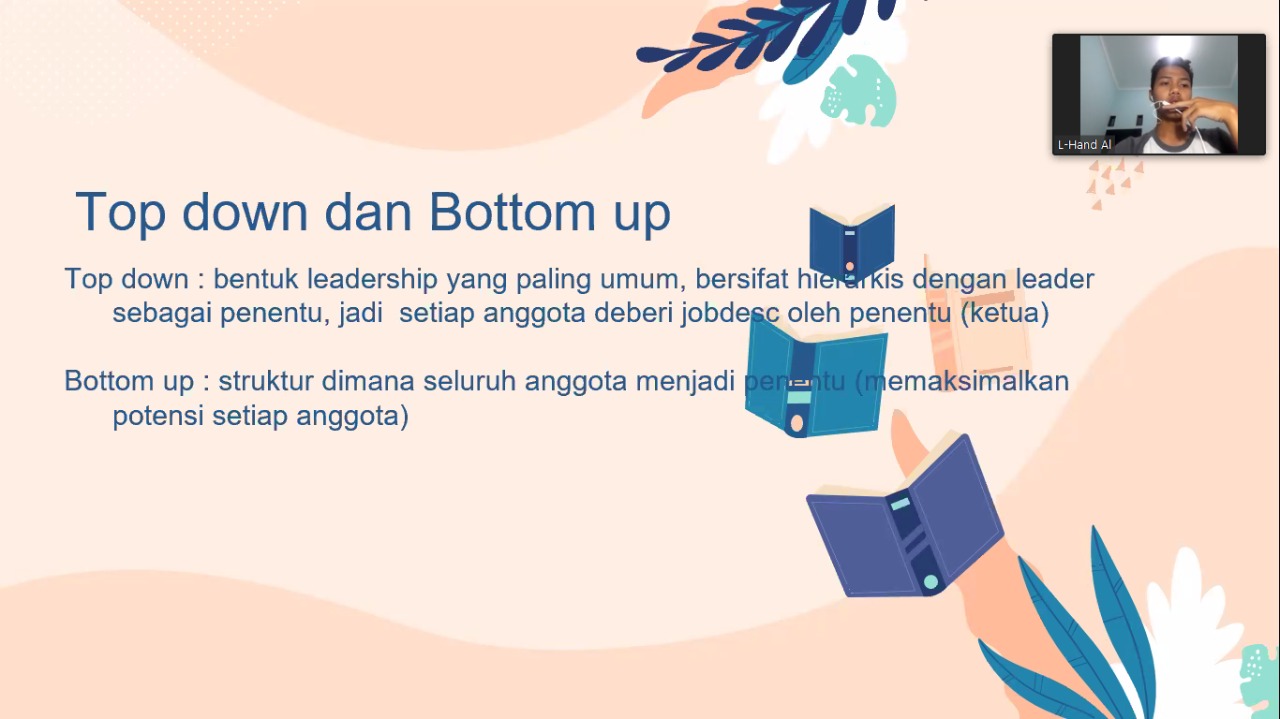 L-Hand Al
Top down dan Bottom up
Top down : bentuk leadership yang paling umum, bersifat hierarkis dengan leader
sebagai penentu, jadi  setiap anggota deberi jobdesc oleh penentu (ketua)
Bottom up : struktur dimana seluruh anggota menjadi penentu (memaksimalkan
potensi setiap anggota)